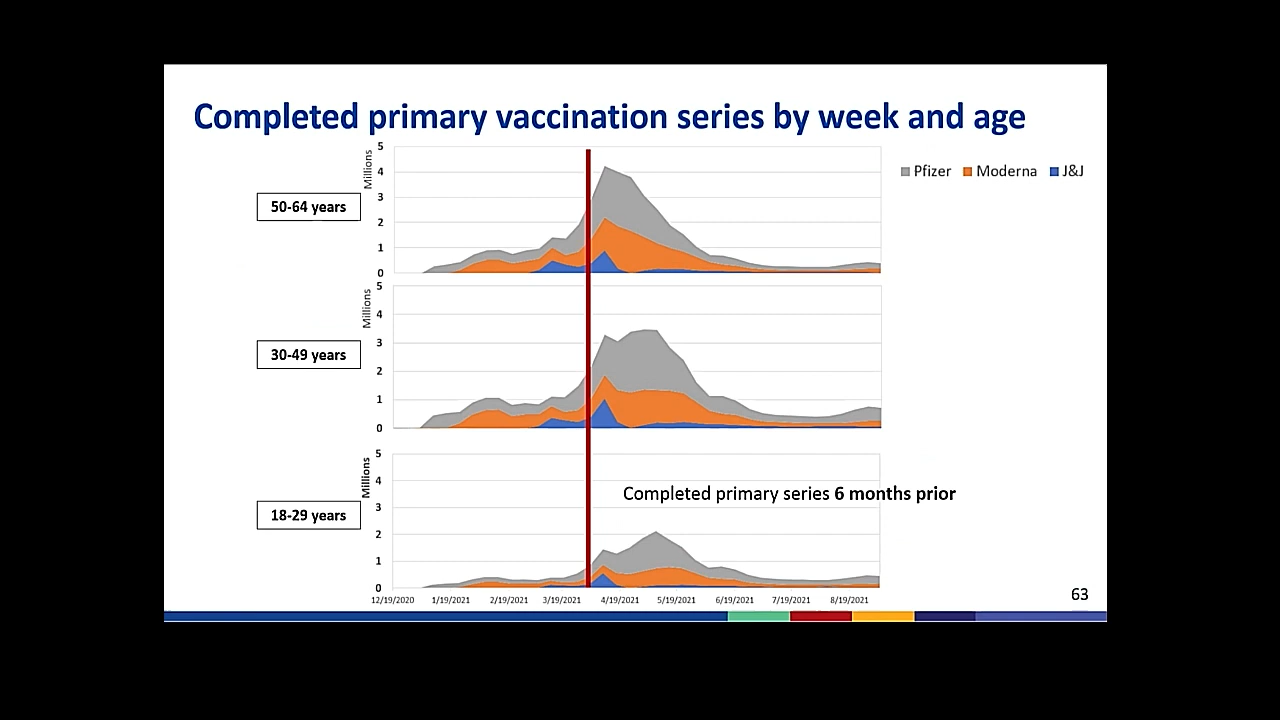 Completed primary vaccination series by week and age
Pfizer Moderna J&J
50-64 years
Millions
5
4
3
2
1
0
30-49 years
Millions
5
4
3
2
1
0
18-29 years
Millions
5
4
3
2
1
0
Completed primary series 6 months prior
12/19/2020 1/19/2021 2/19/2021 3/19/2021 4/19/2021 5/19/2021 6/19/2021 7/19/2021 8/19/2021
63